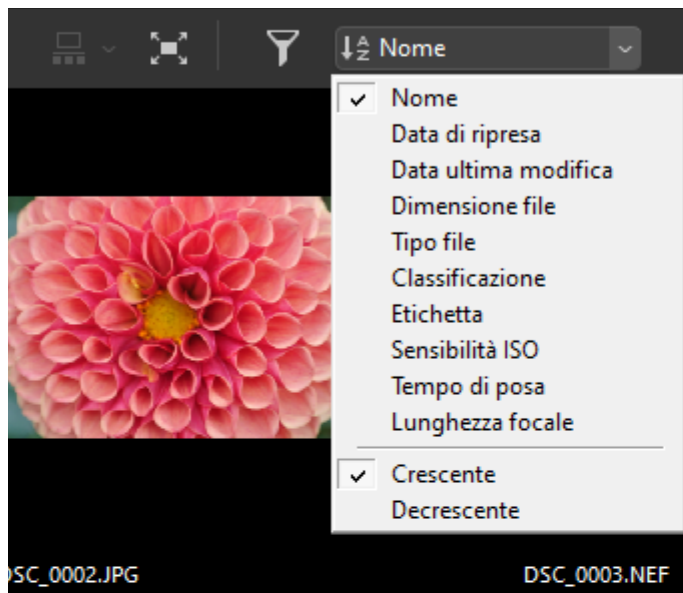 Nome
Nome
Data di ripresa
Data ultima modifica
Dimensione file
Tipo file
Classificazione
Etichetta
Sensibilità ISO
Tempo di posa
Lunghezza focale
Crescente
Decrescente
DSC_0002.JPG DSC_0003.NEF